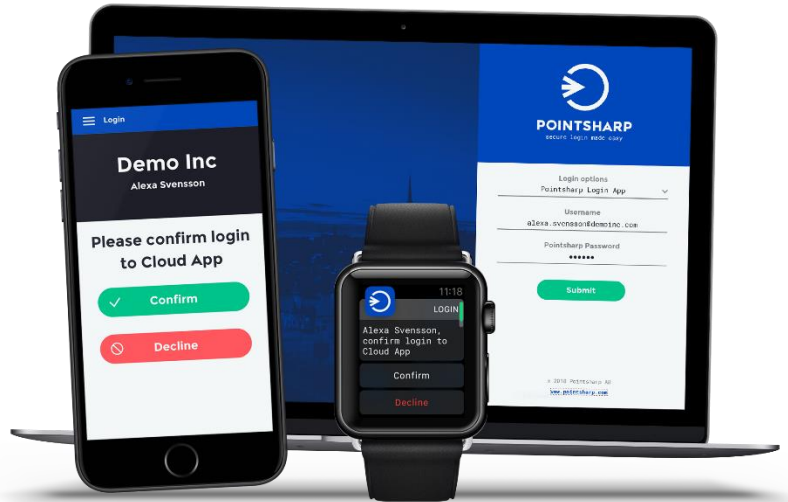 Login
Demo Inc
Alexa Svensson
Please confirm login
to Cloud App
Confirm
Decline
11:18
LOGIN
Alexa Svensson,
confirm login to
Cloud App
Confirm
Decline
POINTSHARP
secure login made easy
Login options
Pointsharp Login App
Username
alexa.svensson@demoinc.com
Pointsharp Password
••••••
Submit
© 2018 Pointsharp AB
www.pointsharp.com